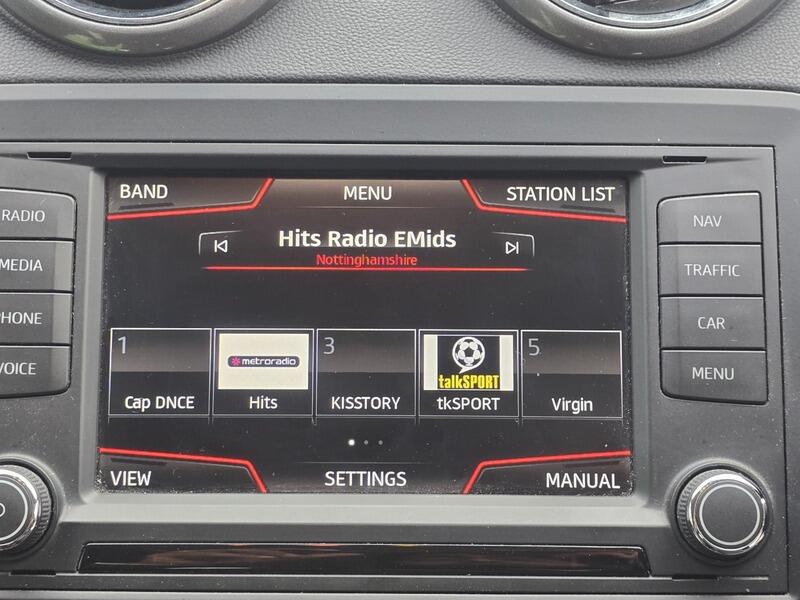 BAND MENU STATION LIST
RADIO
MEDIA
PHONE
VOICE
Hits Radio EMids
Nottinghamshire
NAV
TRAFFIC
CAR
MENU
1 metroradio 3 talkSPORT 5
Cap DNCE Hits KISSTORY tkSPORT Virgin
VIEW SETTINGS MANUAL